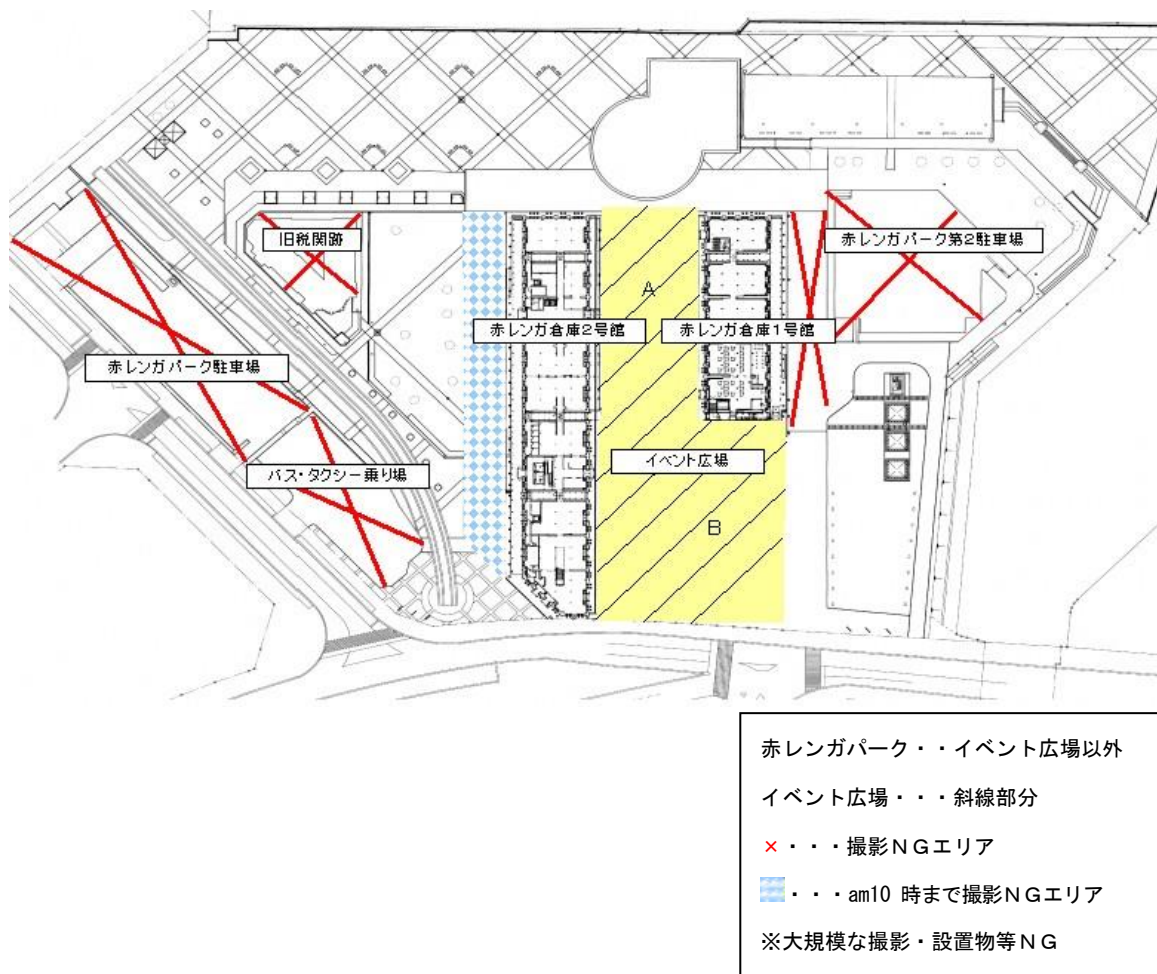 旧税関跡
赤レンガパーク第2駐車場
A
赤レンガ倉庫2号館
赤レンガ倉庫1号館
赤レンガパーク駐車場
イベント広場
バス・タクシー乗り場
B
赤レンガパーク・・イベント広場以外
イベント広場・・・斜線部分
×・・・撮影NGエリア
・・・am10 時まで撮影NGエリア
※大規模な撮影・設置物等NG